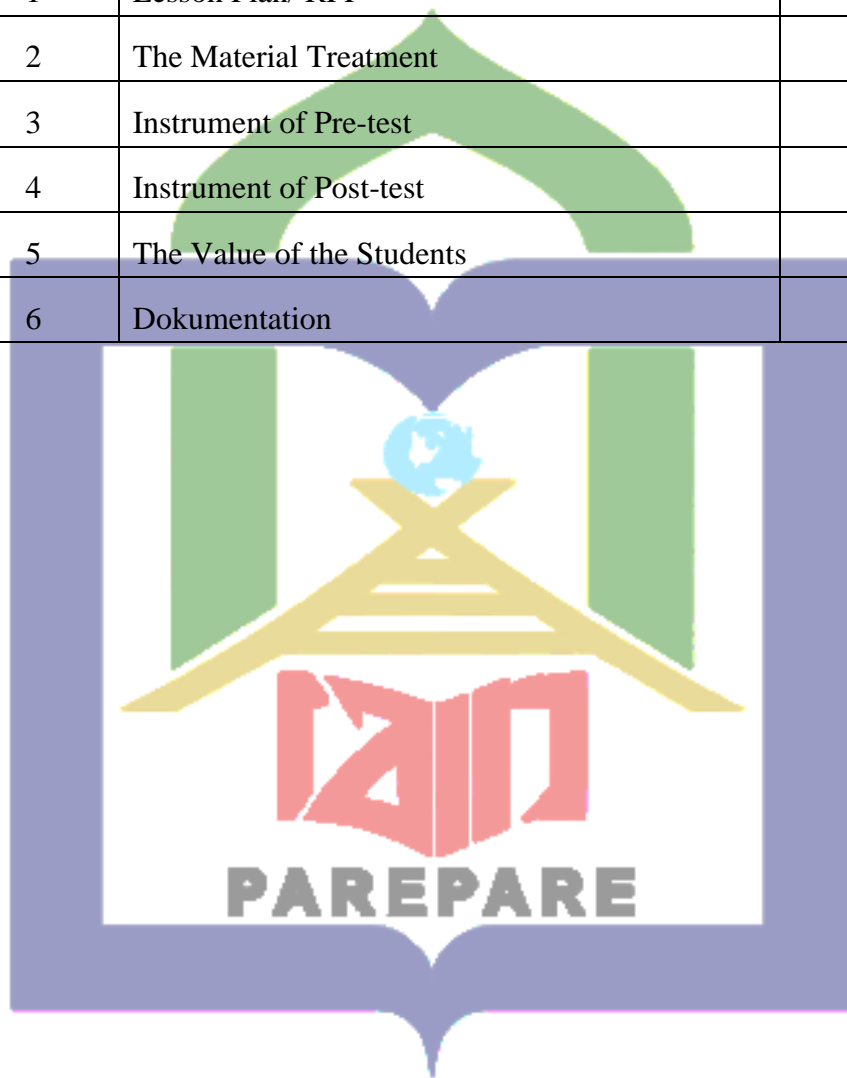 2 The Material Treatment
3 Instrument of Pre-test
4 Instrument of Post-test
5 The Value of the Students
6 Dokumentation
iain
PAREPARE